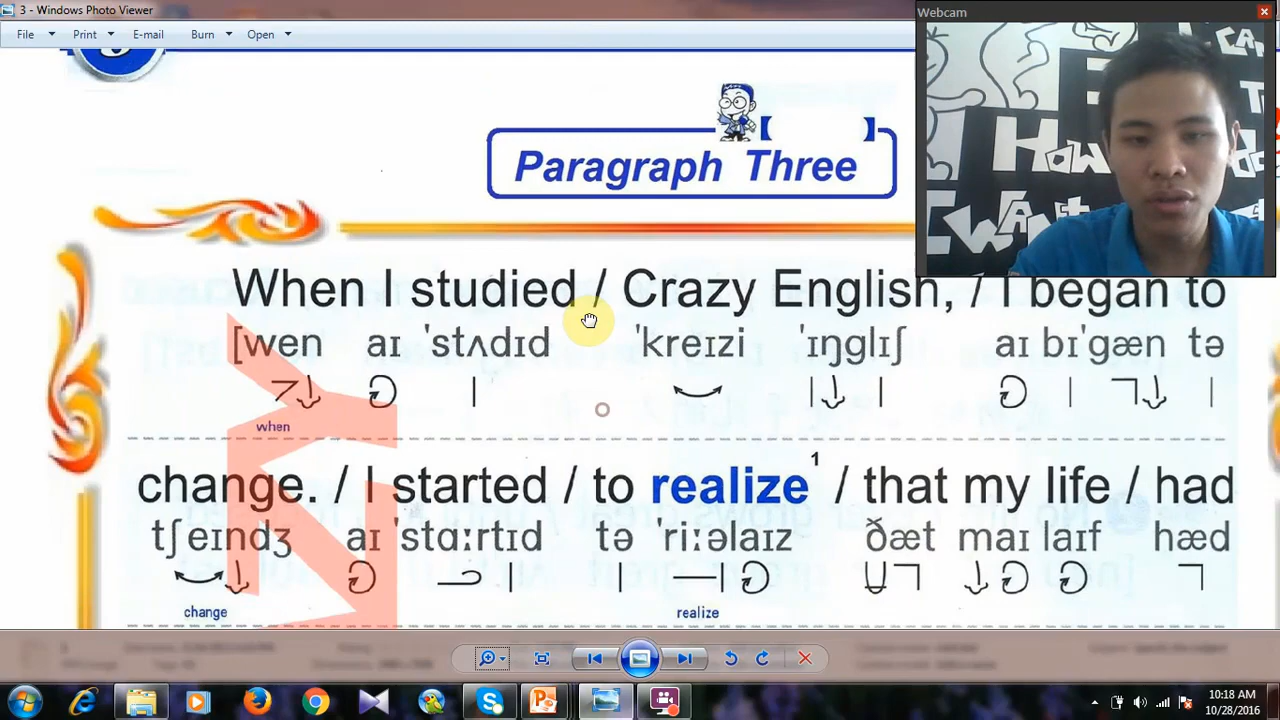 3 - Windows Photo Viewer
File Print E-mail Burn Open
Webcam
Paragraph Three
When I studied / Crazy English, / I began to
[wen aɪ ˈstʌdɪd ˈkreɪzi ˈɪŋglɪʃ aɪ bɪˈgæn tə
when
change. / I started / to realize¹ / that my life / had
tʃeɪndʒ aɪ ˈstɑːrtɪd tə ˈriːəlaɪz ðæt maɪ laɪf hæd
change realize
10:18 AM
10/28/2016